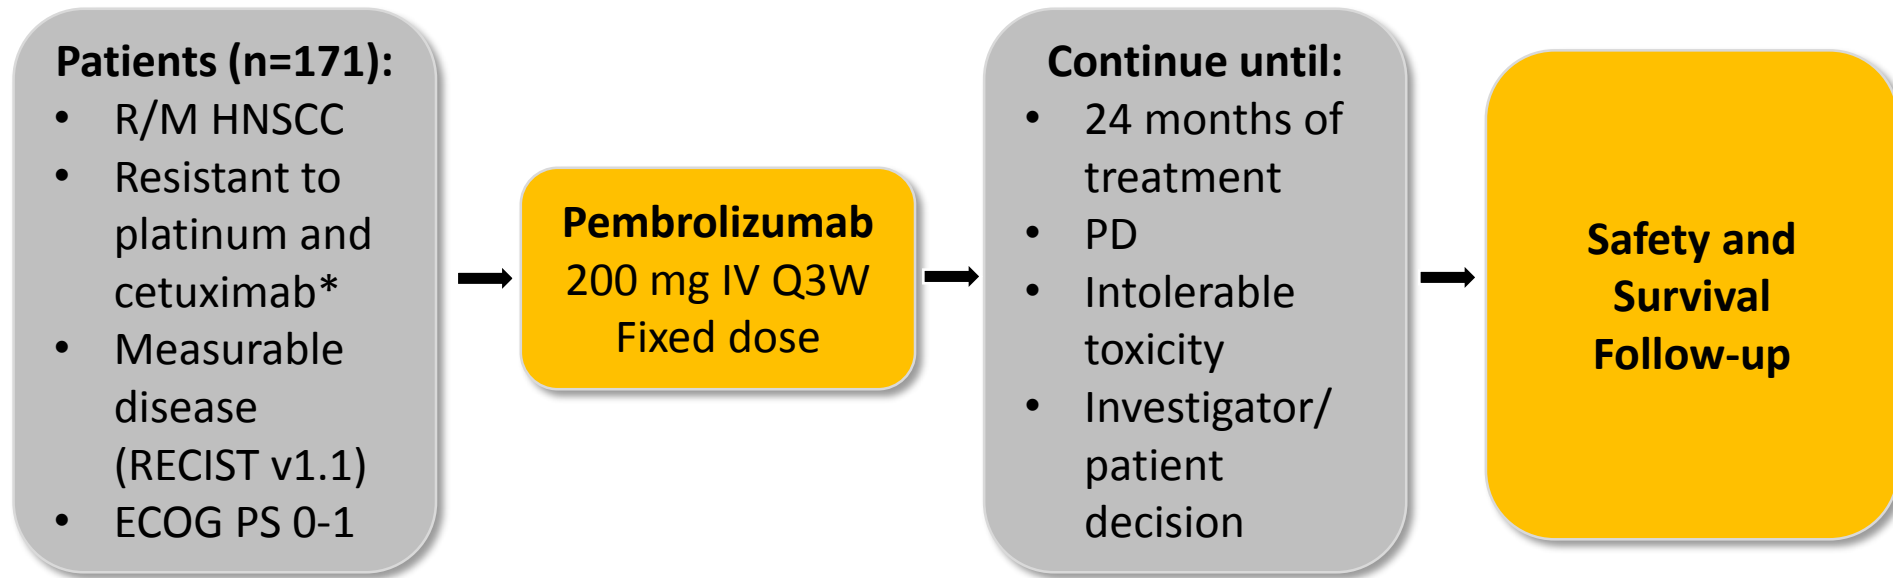 Patients (n=171):
• R/M HNSCC
• Resistant to
platinum and
cetuximab*
• Measurable
disease
(RECIST v1.1)
• ECOG PS 0-1
Pembrolizumab
200 mg IV Q3W
Fixed dose
Continue until:
• 24 months of
treatment
• PD
• Intolerable
toxicity
• Investigator/
patient
decision
Safety and
Survival
Follow-up